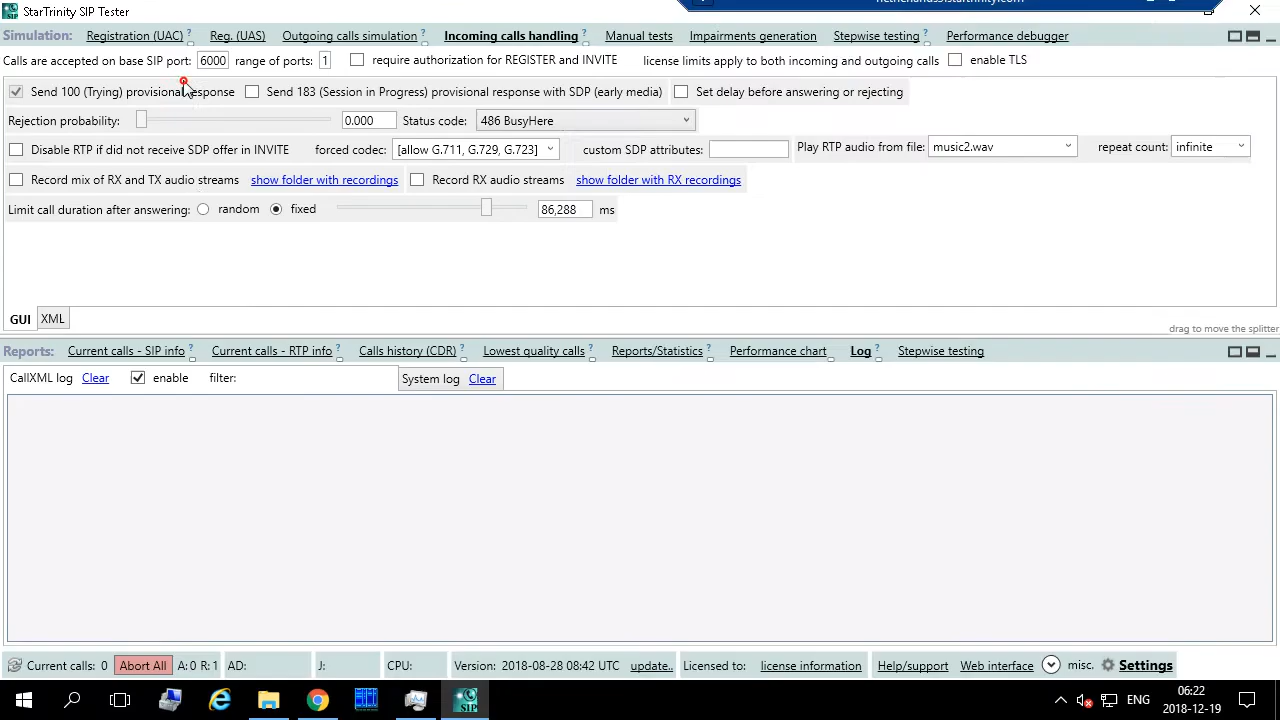 StarTrinity SIP Tester
Simulation: Registration (UAC) ? Reg. (UAS) Outgoing calls simulation ? Incoming calls handling ? Manual tests Impairments generation Stepwise testing ? Performance debugger
Calls are accepted on base SIP port: 6000 range of ports: 1 require authorization for REGISTER and INVITE license limits apply to both incoming and outgoing calls enable TLS
Send 100 (Trying) provisional response Send 183 (Session in Progress) provisional response with SDP (early media) Set delay before answering or rejecting
Rejection probability: 0.000 Status code: 486 BusyHere
Disable RTP if did not receive SDP offer in INVITE forced codec: [allow G.711, G.729, G.723] custom SDP attributes: Play RTP audio from file: music2.wav repeat count: infinite
Record mix of RX and TX audio streams show folder with recordings Record RX audio streams show folder with RX recordings
Limit call duration after answering: random fixed 86,288 ms
GUI XML
drag to move the splitter
Reports: Current calls - SIP info ? Current calls - RTP info ? Calls history (CDR) ? Lowest quality calls ? Reports/Statistics ? Performance chart Log ? Stepwise testing
CallXML log Clear enable filter: System log Clear
Current calls: 0 Abort All A:0 R:1 AD: J: CPU: Version: 2018-08-28 08:42 UTC update.. Licensed to: license information Help/support Web interface misc. Settings
SIP ENG 06:22
2018-12-19